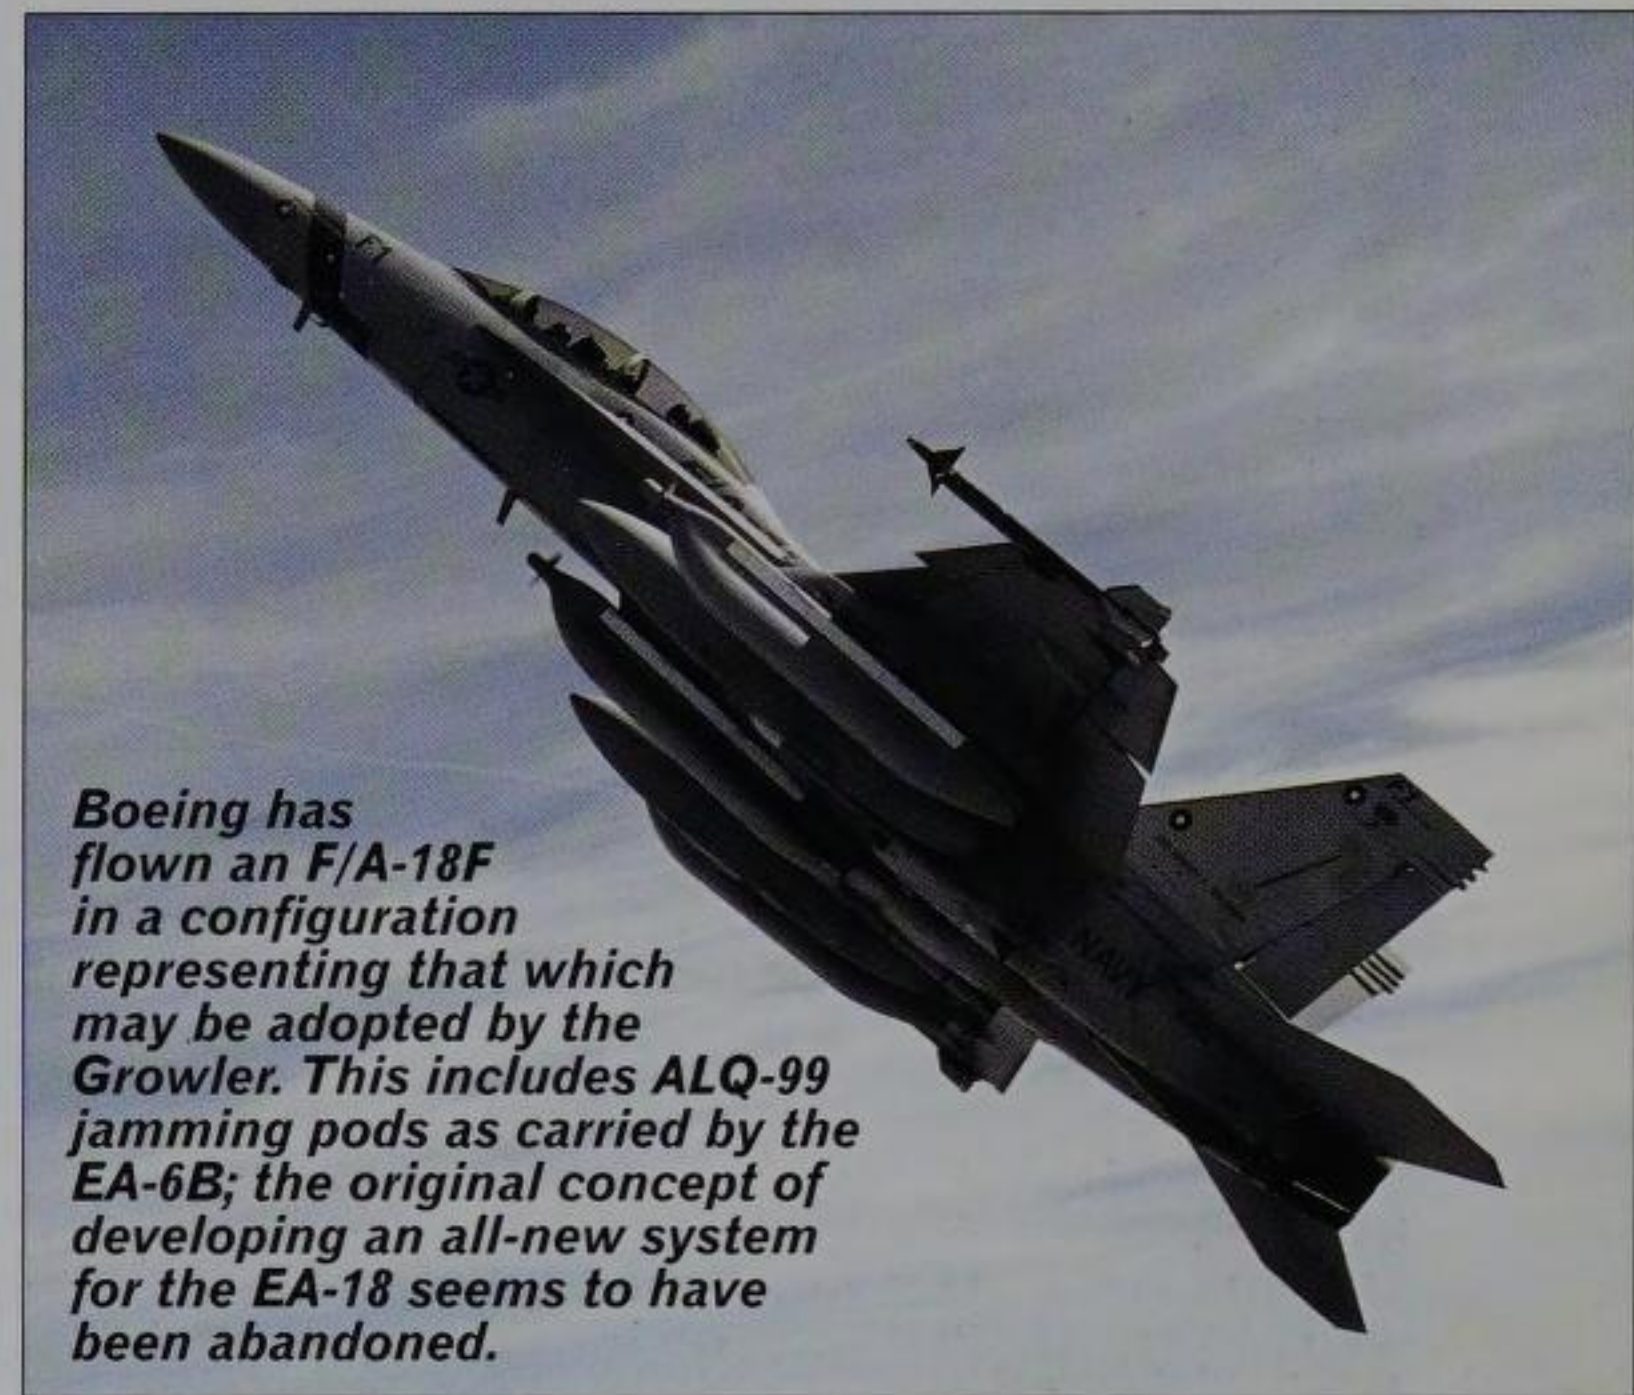 F1
NAVY
Boeing has
flown an F/A-18F
in a configuration
representing that which
may be adopted by the
Growler. This includes ALQ-99
jamming pods as carried by the
EA-6B; the original concept of
developing an all-new system
for the EA-18 seems to have
been abandoned.